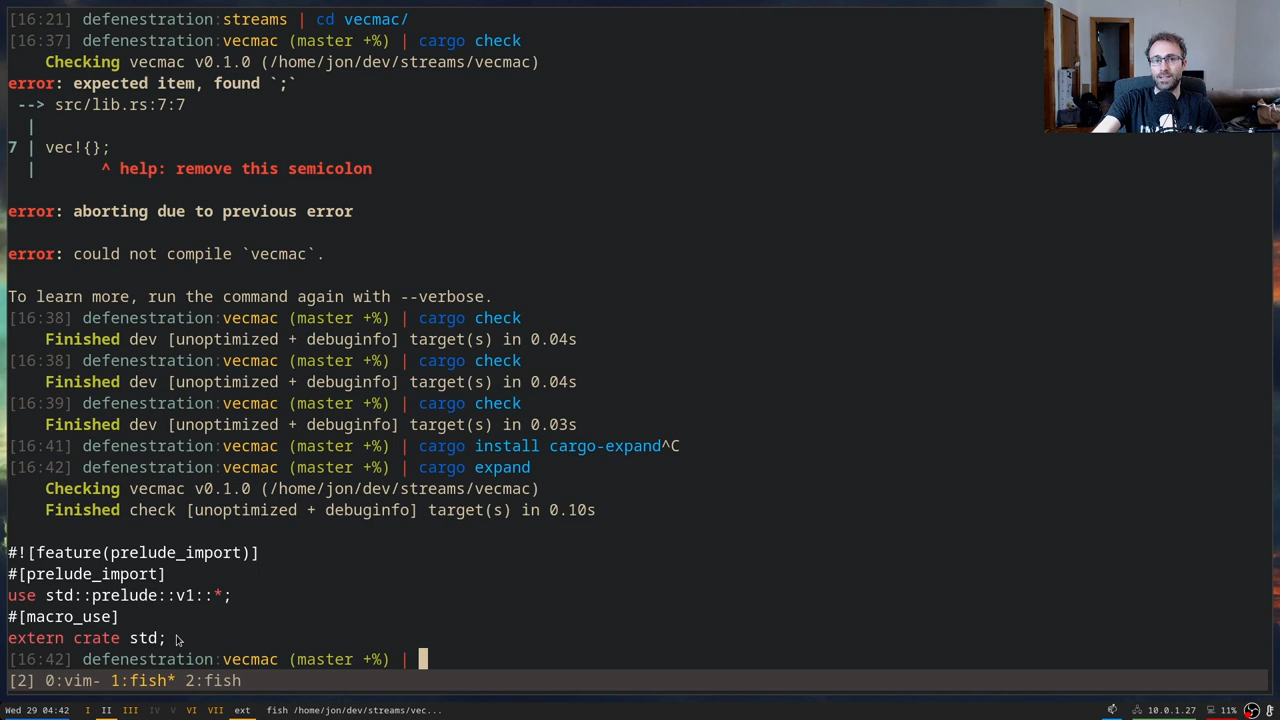 [16:21] defenestration:streams | cd vecmac/
[16:37] defenestration:vecmac (master +%) | cargo check
Checking vecmac v0.1.0 (/home/jon/dev/streams/vecmac)
error: expected item, found `;`
--> src/lib.rs:7:7
|
7 | vec!{};
| ^ help: remove this semicolon
error: aborting due to previous error
error: could not compile `vecmac`.
To learn more, run the command again with --verbose.
[16:38] defenestration:vecmac (master +%) | cargo check
Finished dev [unoptimized + debuginfo] target(s) in 0.04s
[16:38] defenestration:vecmac (master +%) | cargo check
Finished dev [unoptimized + debuginfo] target(s) in 0.04s
[16:39] defenestration:vecmac (master +%) | cargo check
Finished dev [unoptimized + debuginfo] target(s) in 0.03s
[16:41] defenestration:vecmac (master +%) | cargo install cargo-expand^C
[16:42] defenestration:vecmac (master +%) | cargo expand
Checking vecmac v0.1.0 (/home/jon/dev/streams/vecmac)
Finished check [unoptimized + debuginfo] target(s) in 0.10s
#![feature(prelude_import)]
#[prelude_import]
use std::prelude::v1::*;
#[macro_use]
extern crate std;
[16:42] defenestration:vecmac (master +%) |
[2] 0:vim- 1:fish* 2:fish
Wed 29 04:42 I II III IV V VI VII ext fish /home/jon/dev/streams/vec... 10.0.1.27 11%